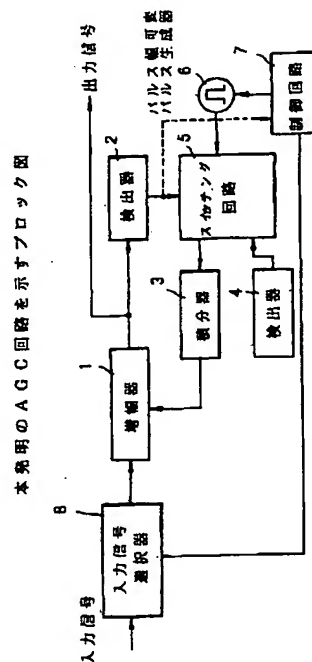 本発明のAGC回路を示すブロック図
入力信号
8
入力信号
選択器
1
増幅器
出力信号
2
検出器
3
積分器
4
検出器
5
スイッチング
回路
パルス幅可変
パルス生成器
6
7
制御回路